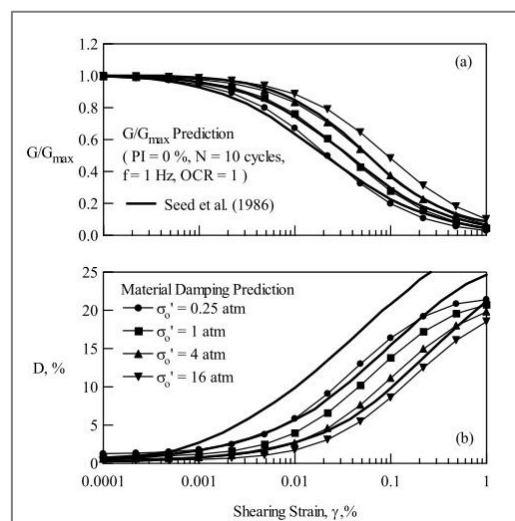 1.2
(a)
1.0
0.8
G/Gmax
0.6
G/Gmax Prediction
( PI = 0 %, N = 10 cycles,
f = 1 Hz, OCR = 1 )
0.4
0.2
Seed et al. (1986)
0.0
25
Material Damping Prediction
20
σo' = 0.25 atm
σo' = 1 atm
15
σo' = 4 atm
D, %
σo' = 16 atm
10
5
(b)
0
0.0001 0.001 0.01 0.1 1
Shearing Strain, γ,%